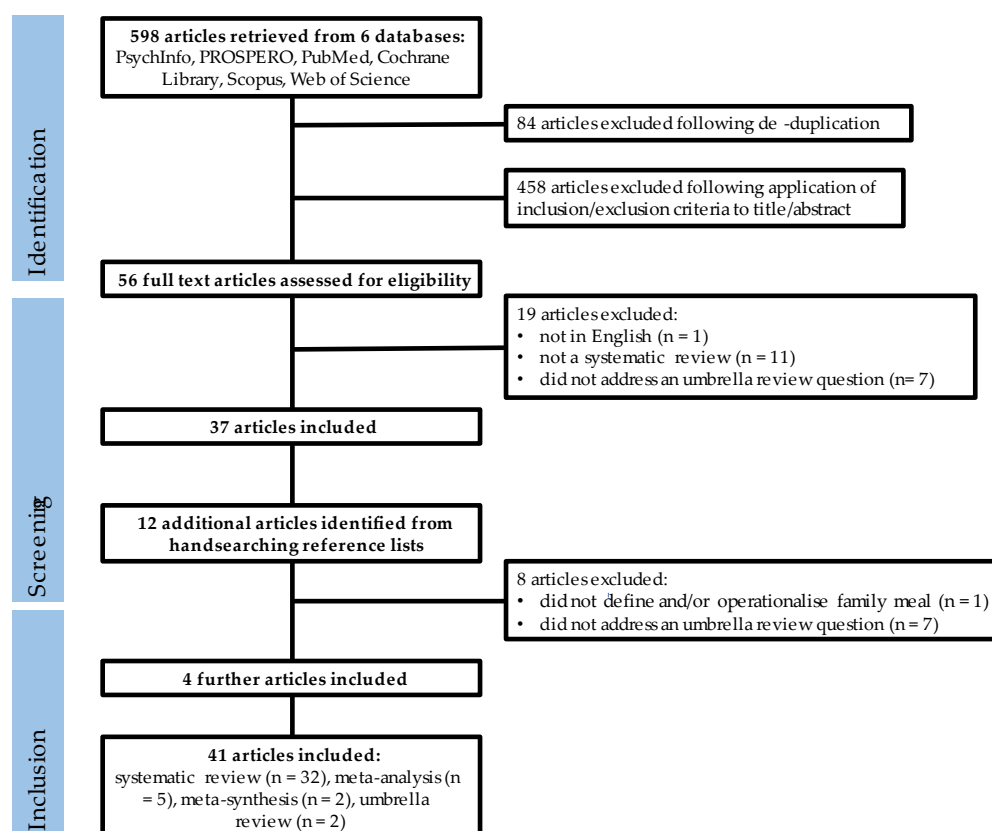 598 articles retrieved from 6 databases:
PsychInfo, PROSPERO, PubMed, Cochrane
Library, Scopus, Web of Science
84 articles excluded following de -duplication
458 articles excluded following application of
inclusion/exclusion criteria to title/abstract
Identification
56 full text articles assessed for eligibility
19 articles excluded:
• not in English (n = 1)
• not a systematic review (n = 11)
• did not address an umbrella review question (n= 7)
37 articles included
12 additional articles identified from
handsearching reference lists
Screening
8 articles excluded:
• did not define and/or operationalise family meal (n = 1)
• did not address an umbrella review question (n = 7)
4 further articles included
Inclusion
41 articles included:
systematic review (n = 32), meta-analysis (n
= 5), meta-synthesis (n = 2), umbrella
review (n = 2)